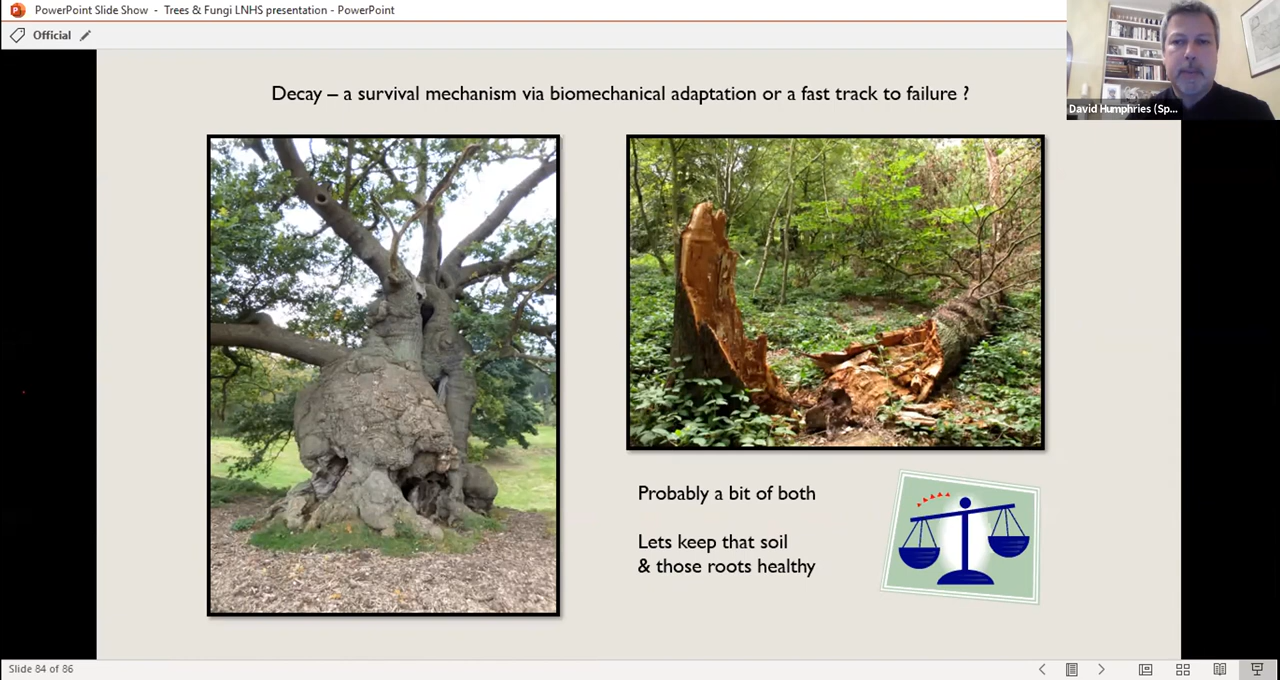 PowerPoint Slide Show - Trees & Fungi LNHS presentation - PowerPoint
Official
David Humphries (Sp...
Decay – a survival mechanism via biomechanical adaptation or a fast track to failure ?
Probably a bit of both
Lets keep that soil
& those roots healthy
Slide 84 of 86